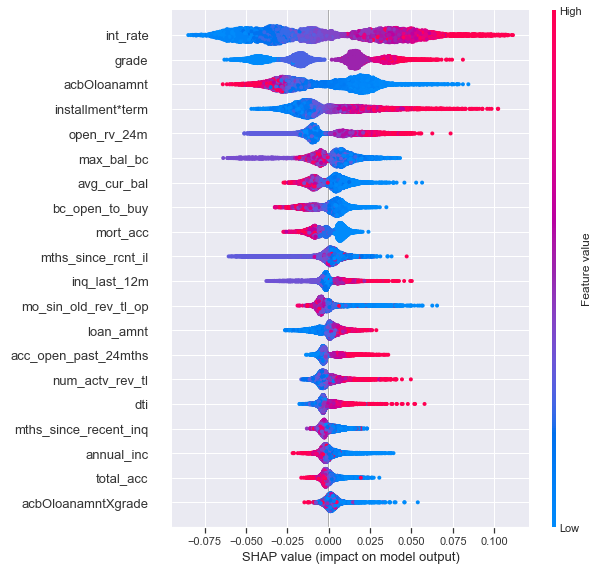 High
int_rate
grade
acbOloanamnt
installment*term
open_rv_24m
max_bal_bc
avg_cur_bal
bc_open_to_buy
mort_acc
mths_since_rcnt_il
inq_last_12m
mo_sin_old_rev_tl_op
loan_amnt
acc_open_past_24mths
num_actv_rev_tl
dti
mths_since_recent_inq
annual_inc
total_acc
acbOloanamntXgrade
Feature value
Low
−0.075 −0.050 −0.025 0.000 0.025 0.050 0.075 0.100
SHAP value (impact on model output)